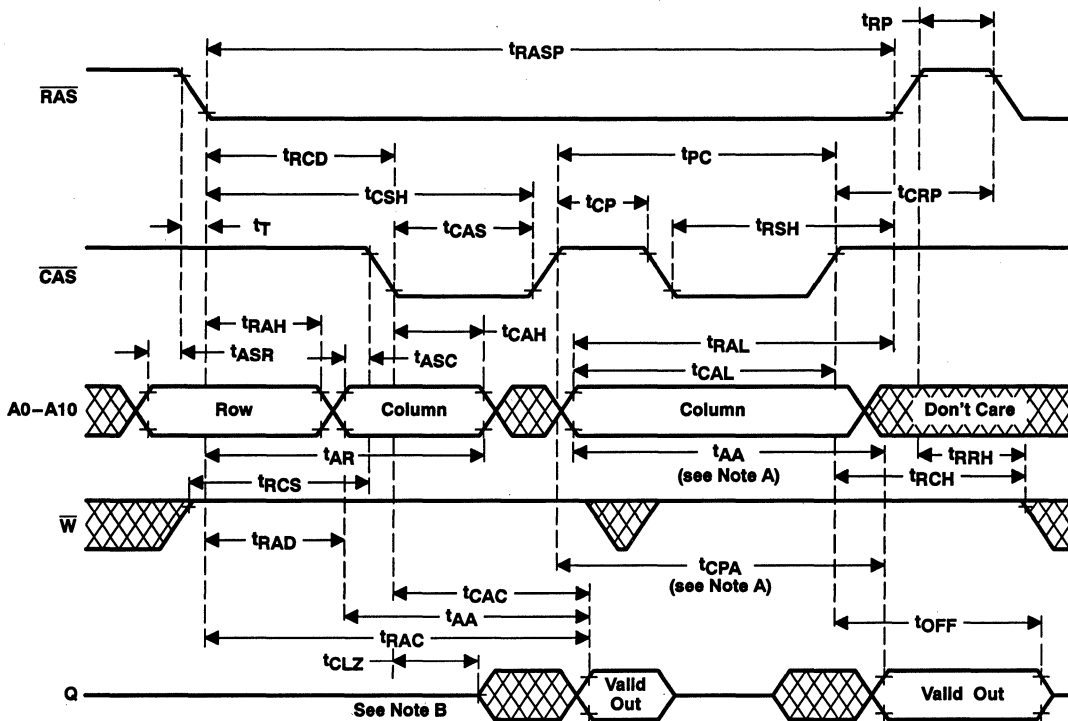 tRP
tRASP
RAS
tRCD
tPC
tCSH
tCP
tCRP
tT
tCAS
tRSH
CAS
tRAH
tCAH
tASR
tASC
tRAL
tCAL
A0–A10
Row
Column
Column
Don't Care
tAR
tAA
(see Note A)
tRRH
tRCS
tRCH
W
tRAD
tCPA
(see Note A)
tCAC
tAA
tOFF
tRAC
tCLZ
Q
See Note B
Valid
Out
Valid Out